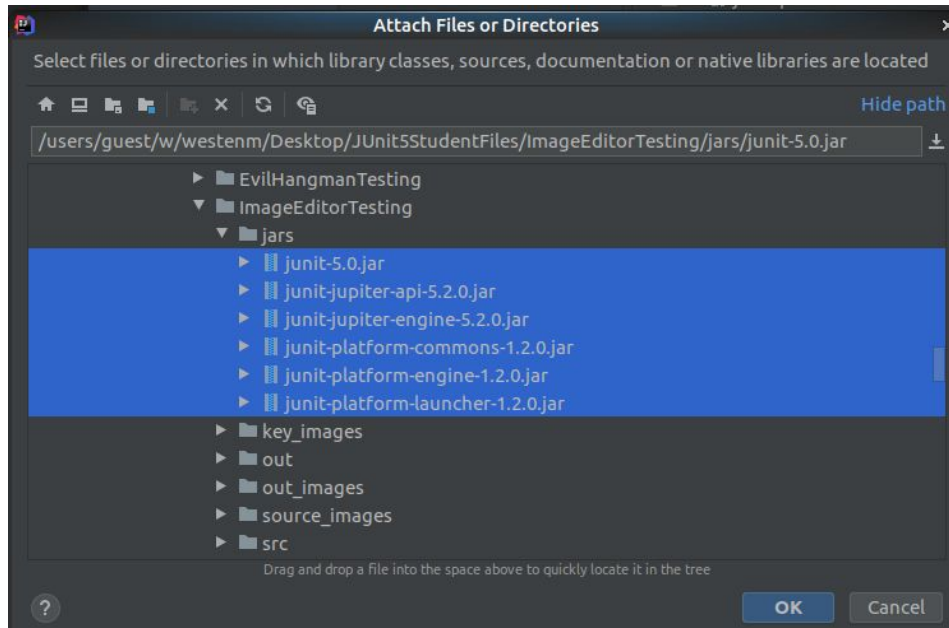 Attach Files or Directories
Select files or directories in which library classes, sources, documentation or native libraries are located
Hide path
/users/guest/w/westenm/Desktop/JUnit5StudentFiles/ImageEditorTesting/jars/junit-5.0.jar
EvilHangmanTesting
ImageEditorTesting
jars
junit-5.0.jar
junit-jupiter-api-5.2.0.jar
junit-jupiter-engine-5.2.0.jar
junit-platform-commons-1.2.0.jar
junit-platform-engine-1.2.0.jar
junit-platform-launcher-1.2.0.jar
key_images
out
out_images
source_images
src
Drag and drop a file into the space above to quickly locate it in the tree
? OK Cancel